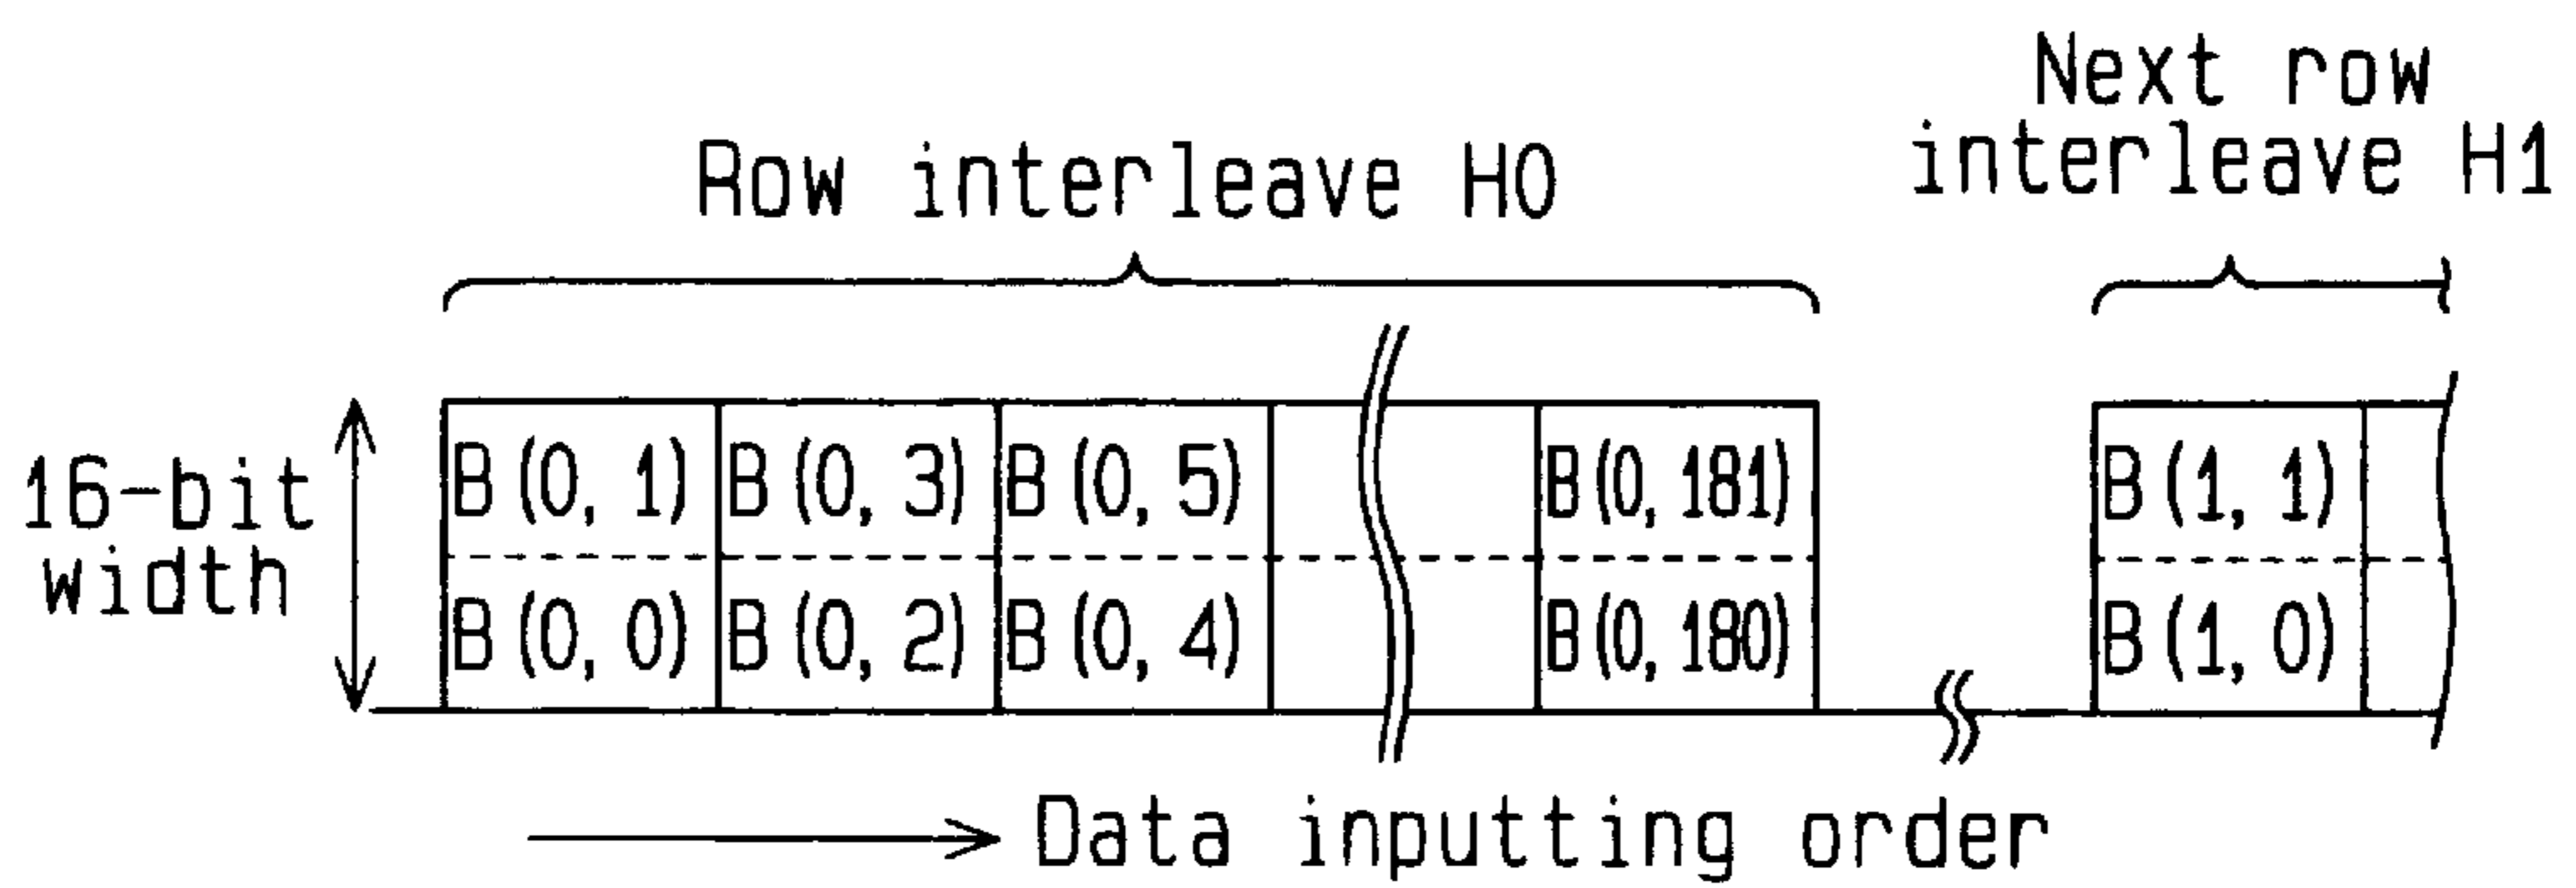 Next row
interleave H1
Row interleave H0
16-bit
width
B(0, 1) B(0, 3) B(0, 5) B(0, 181) B(1, 1)
B(0, 0) B(0, 2) B(0, 4) B(0, 180) B(1, 0)
Data inputting order